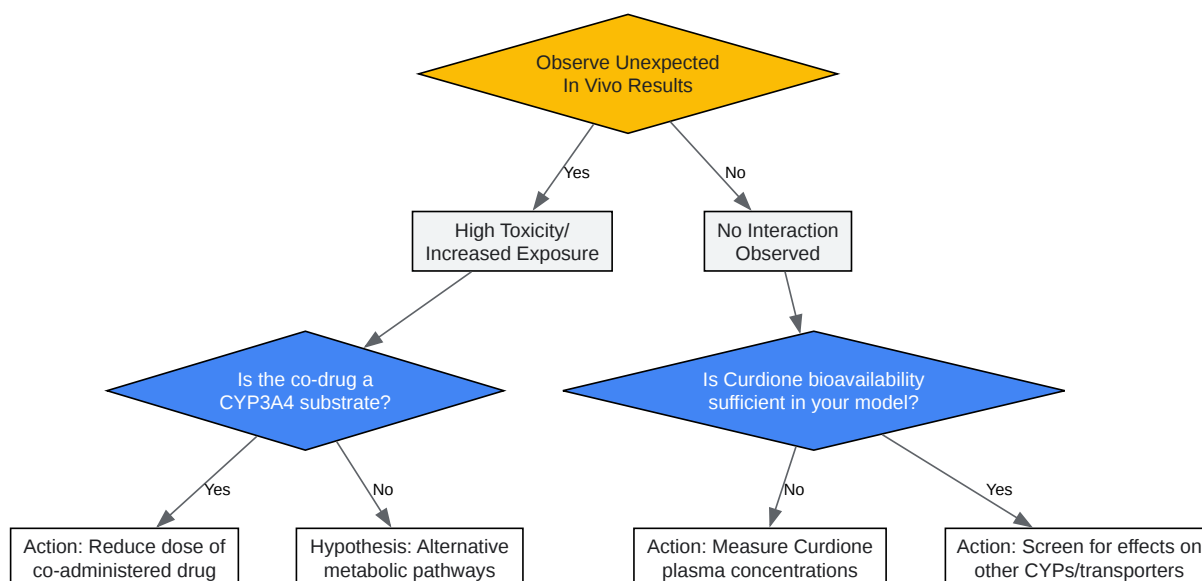 Observe Unexpected
In Vivo Results
Yes
No
High Toxicity/
Increased Exposure
No Interaction
Observed
Is the co-drug a
CYP3A4 substrate?
Is Curdione bioavailability
sufficient in your model?
Yes
No
No
Yes
Action: Reduce dose of
co-administered drug
Hypothesis: Alternative
metabolic pathways
Action: Measure Curdione
plasma concentrations
Action: Screen for effects on
other CYPs/transporters